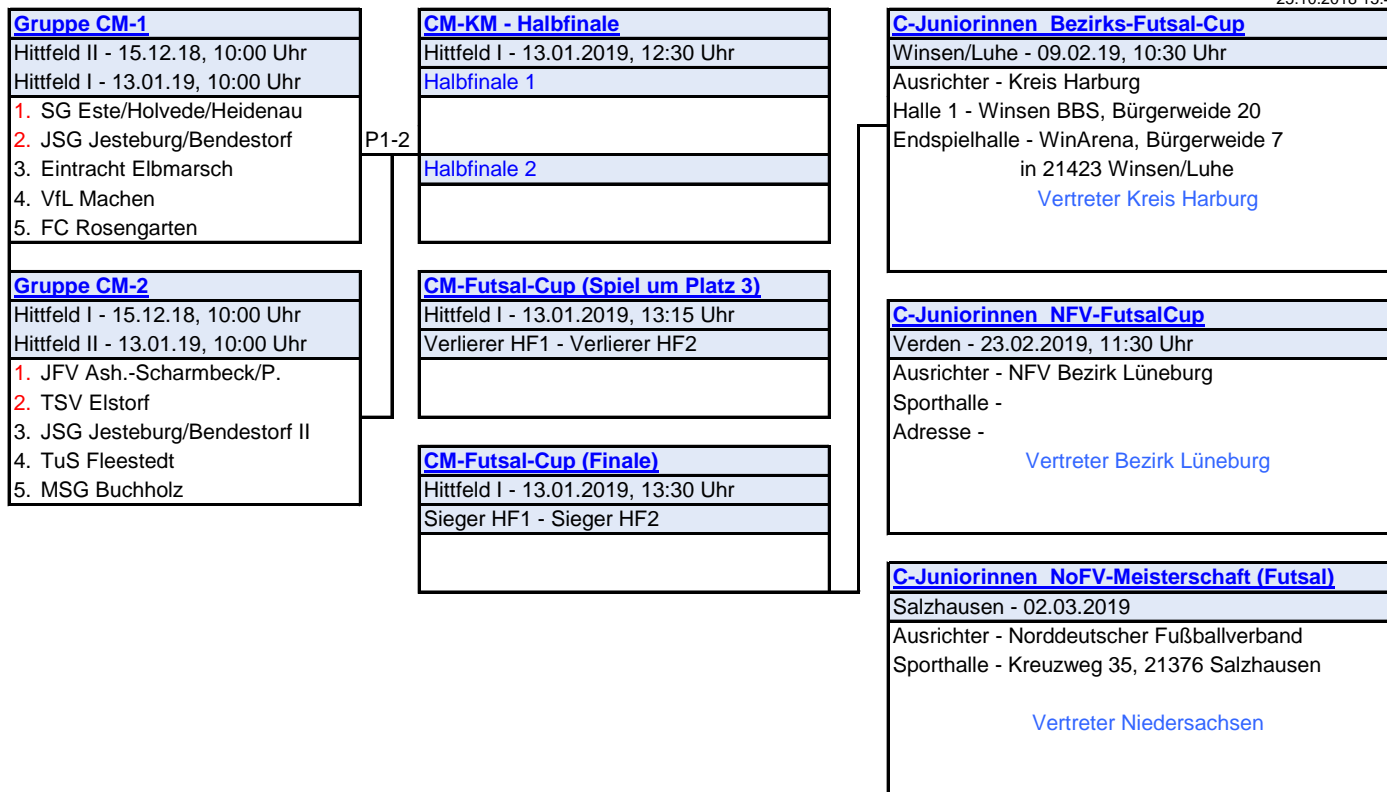 Gruppe CM-1
Hittfeld II - 15.12.18, 10:00 Uhr
Hittfeld I - 13.01.19, 10:00 Uhr
1. SG Este/Holvede/Heidenau
2. JSG Jesteburg/Bendestorf
3. Eintracht Elbmarsch
4. VfL Machen
5. FC Rosengarten
P1-2
Gruppe CM-2
Hittfeld I - 15.12.18, 10:00 Uhr
Hittfeld II - 13.01.19, 10:00 Uhr
1. JFV Ash.-Scharmbeck/P.
2. TSV Elstorf
3. JSG Jesteburg/Bendestorf II
4. TuS Fleestedt
5. MSG Buchholz
CM-KM - Halbfinale
Hittfeld I - 13.01.2019, 12:30 Uhr
Halbfinale 1
Halbfinale 2
CM-Futsal-Cup (Spiel um Platz 3)
Hittfeld I - 13.01.2019, 13:15 Uhr
Verlierer HF1 - Verlierer HF2
CM-Futsal-Cup (Finale)
Hittfeld I - 13.01.2019, 13:30 Uhr
Sieger HF1 - Sieger HF2
C-Juniorinnen Bezirks-Futsal-Cup
Winsen/Luhe - 09.02.19, 10:30 Uhr
Ausrichter - Kreis Harburg
Halle 1 - Winsen BBS, Bürgerweide 20
Endspielhalle - WinArena, Bürgerweide 7
in 21423 Winsen/Luhe
Vertreter Kreis Harburg
C-Juniorinnen NFV-FutsalCup
Verden - 23.02.2019, 11:30 Uhr
Ausrichter - NFV Bezirk Lüneburg
Sporthalle -
Adresse -
Vertreter Bezirk Lüneburg
C-Juniorinnen NoFV-Meisterschaft (Futsal)
Salzhausen - 02.03.2019
Ausrichter - Norddeutscher Fußballverband
Sporthalle - Kreuzweg 35, 21376 Salzhausen
Vertreter Niedersachsen